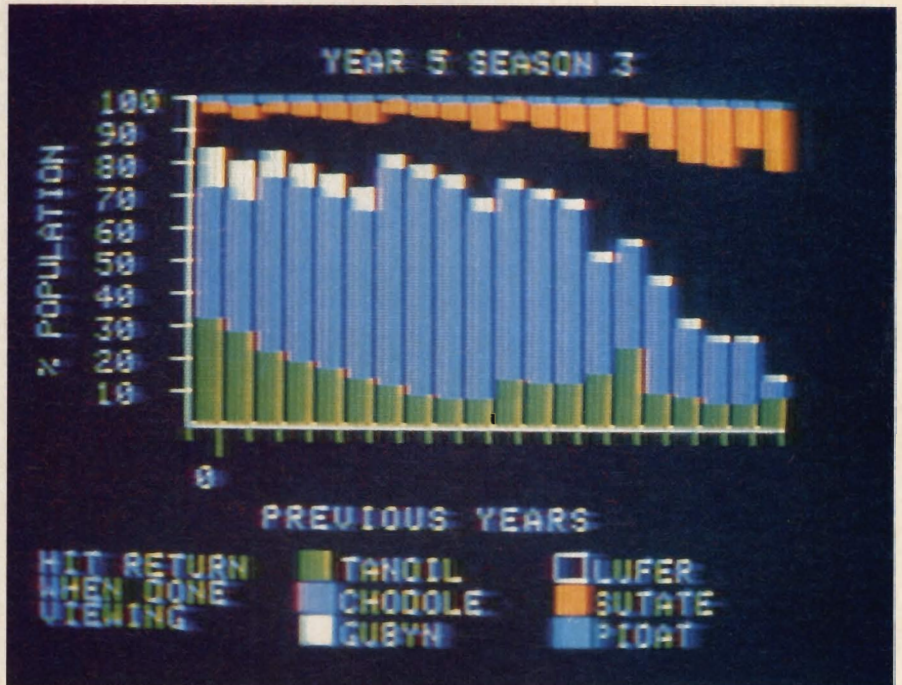 YEAR 5 SEASON 3
100
90
80
70
60
50
40
30
20
10
% POPULATION
0
PREVIOUS YEARS
HIT RETURN
WHEN DONE
VIEWING
TANOIL
CHODOLE
GUBYN
LUFER
BUTATE
PIOAT